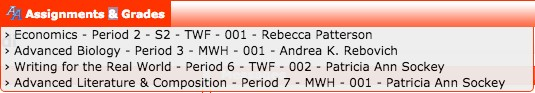 Assignments & Grades
› Economics - Period 2 - S2 - TWF - 001 - Rebecca Patterson
› Advanced Biology - Period 3 - MWH - 001 - Andrea K. Rebovich
› Writing for the Real World - Period 6 - TWF - 002 - Patricia Ann Sockey
› Advanced Literature & Composition - Period 7 - MWH - 001 - Patricia Ann Sockey